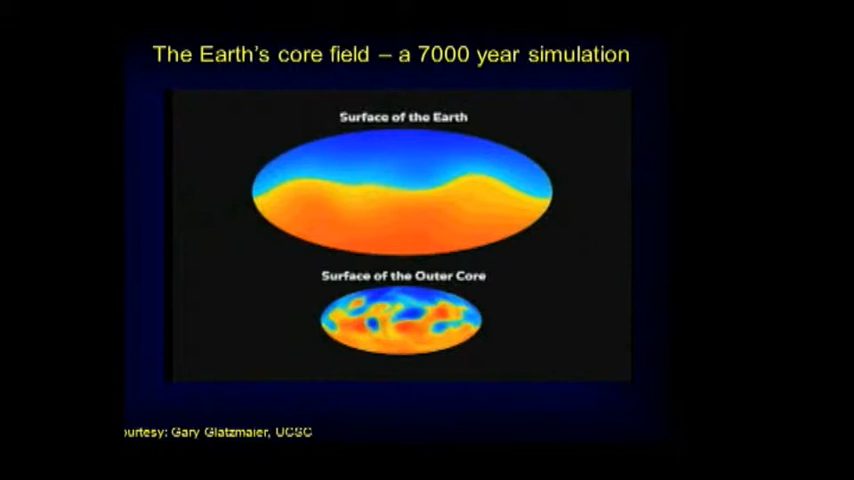 The Earth's core field – a 7000 year simulation
Surface of the Earth
Surface of the Outer Core
ourtesy: Gary Glatzmaier, UCSC